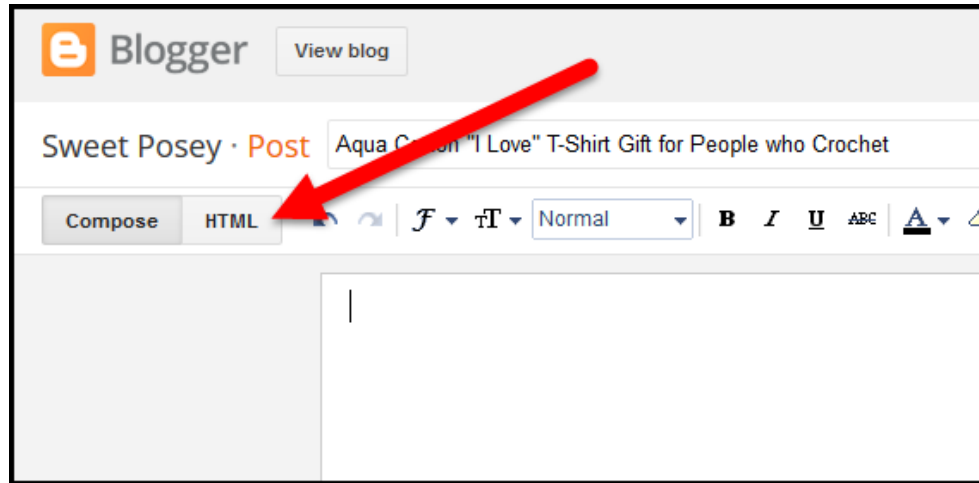 Blogger View blog
Sweet Posey · Post Aqua "I Love" T-Shirt Gift for People who Crochet
Compose HTML F T T Normal B I U ABC A